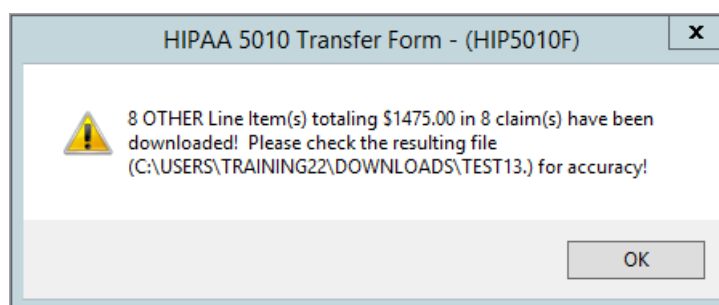 HIPAA 5010 Transfer Form - (HIP5010F)
x
8 OTHER Line Item(s) totaling $1475.00 in 8 claim(s) have been
downloaded!  Please check the resulting file
(C:\USERS\TRAINING22\DOWNLOADS\TEST13.) for accuracy!
OK